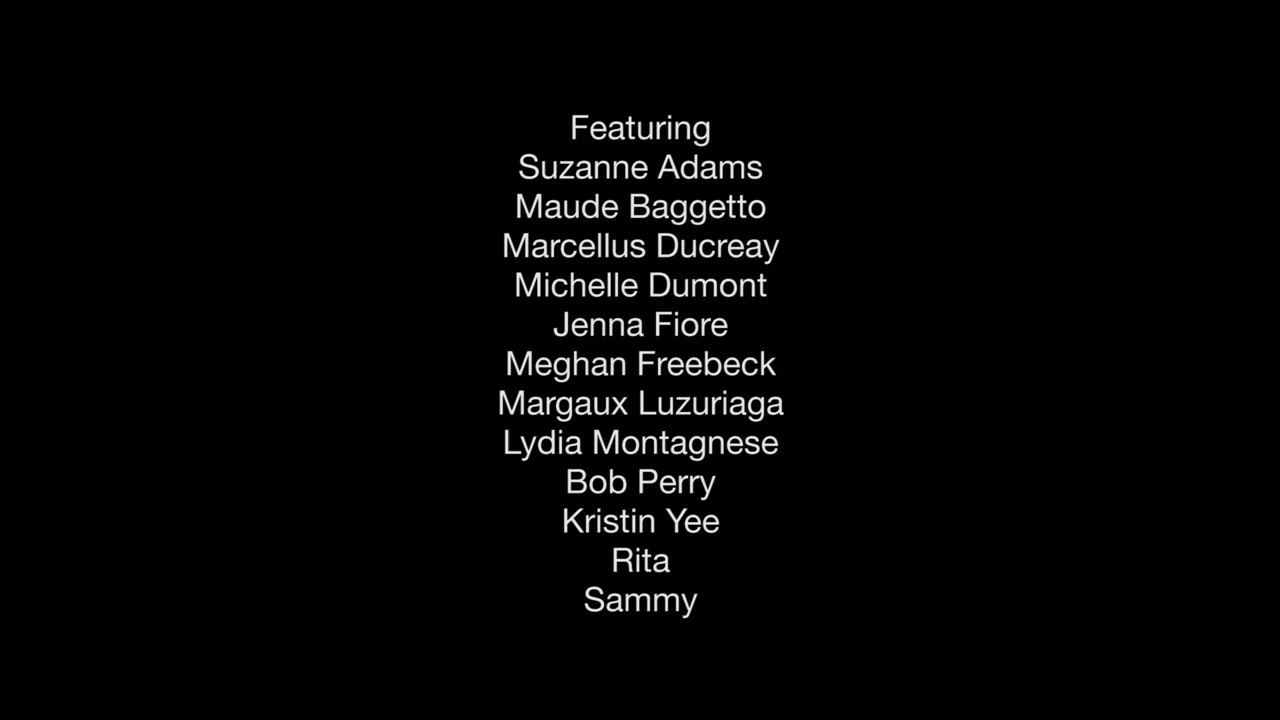 Featuring
Suzanne Adams
Maude Baggetto
Marcellus Ducreay
Michelle Dumont
Jenna Fiore
Meghan Freebeck
Margaux Luzuriaga
Lydia Montagnese
Bob Perry
Kristin Yee
Rita
Sammy